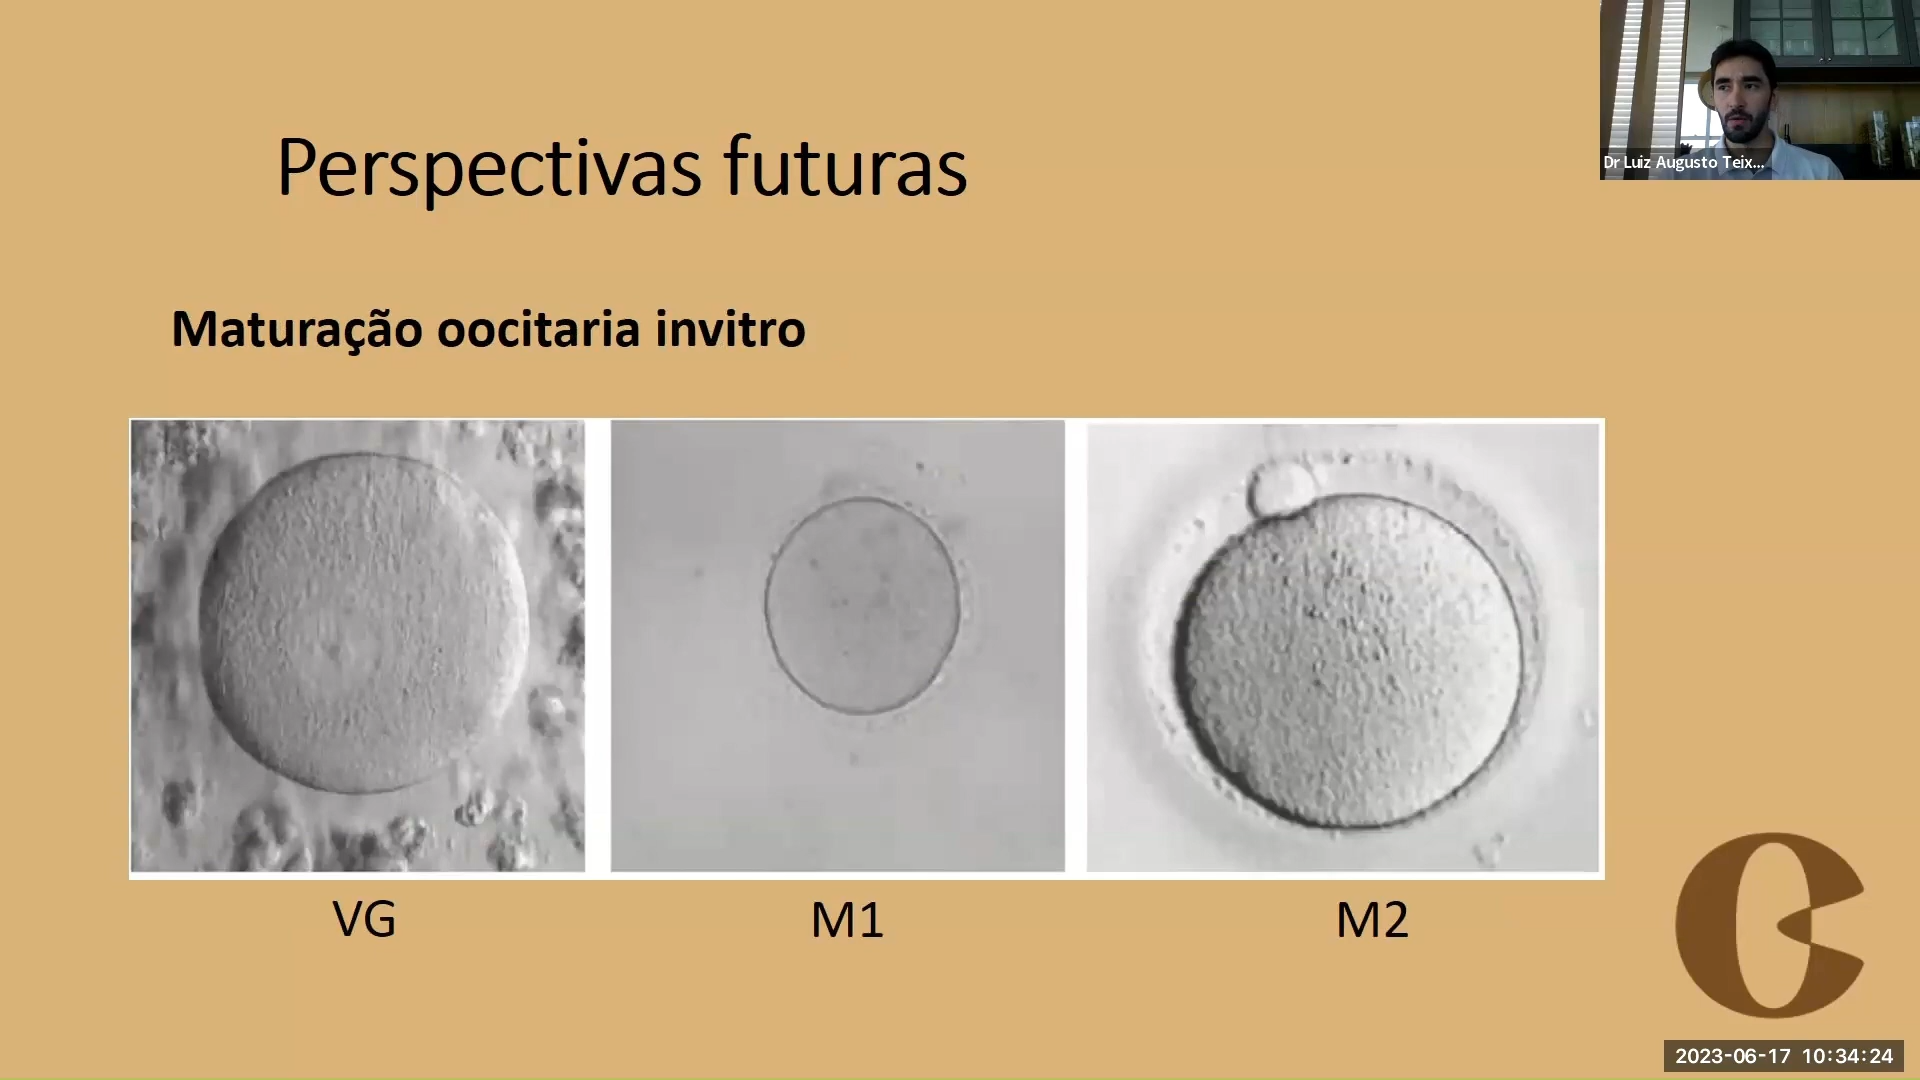 Perspectivas futuras
Dr Luiz Augusto Teix...
Maturação oocitaria invitro
VG
M1
M2
2023-06-17 10:34:24